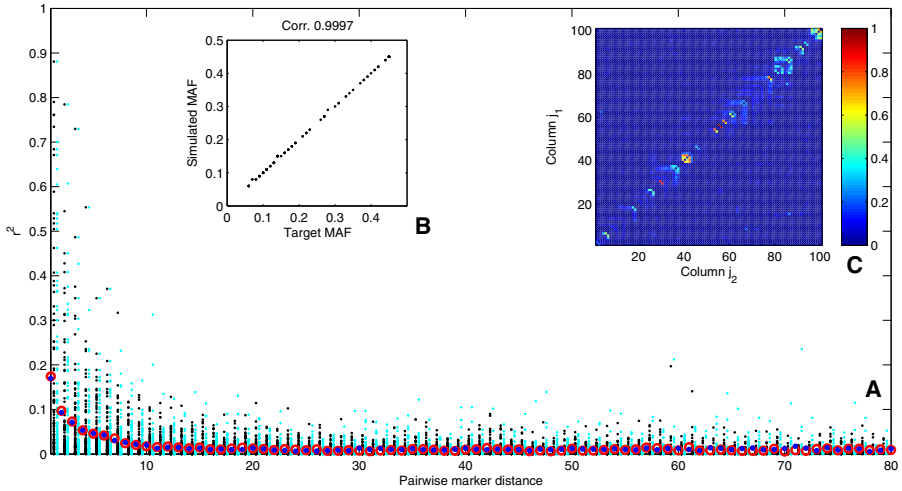 Corr. 0.9997
0.5
0.4
0.3
0.2
0.1
0
0 0.1 0.2 0.3 0.4
Simulated MAF
Target MAF
B
100
80
60
40
20
20 40 60 80 100
Column j1
Column j2
1
0.8
0.6
0.4
0.2
0
C
1
0.9
0.8
0.7
0.6
0.5
0.4
0.3
0.2
0.1
0
r2
A
10 20 30 40 50 60 70 80
Pairwise marker distance